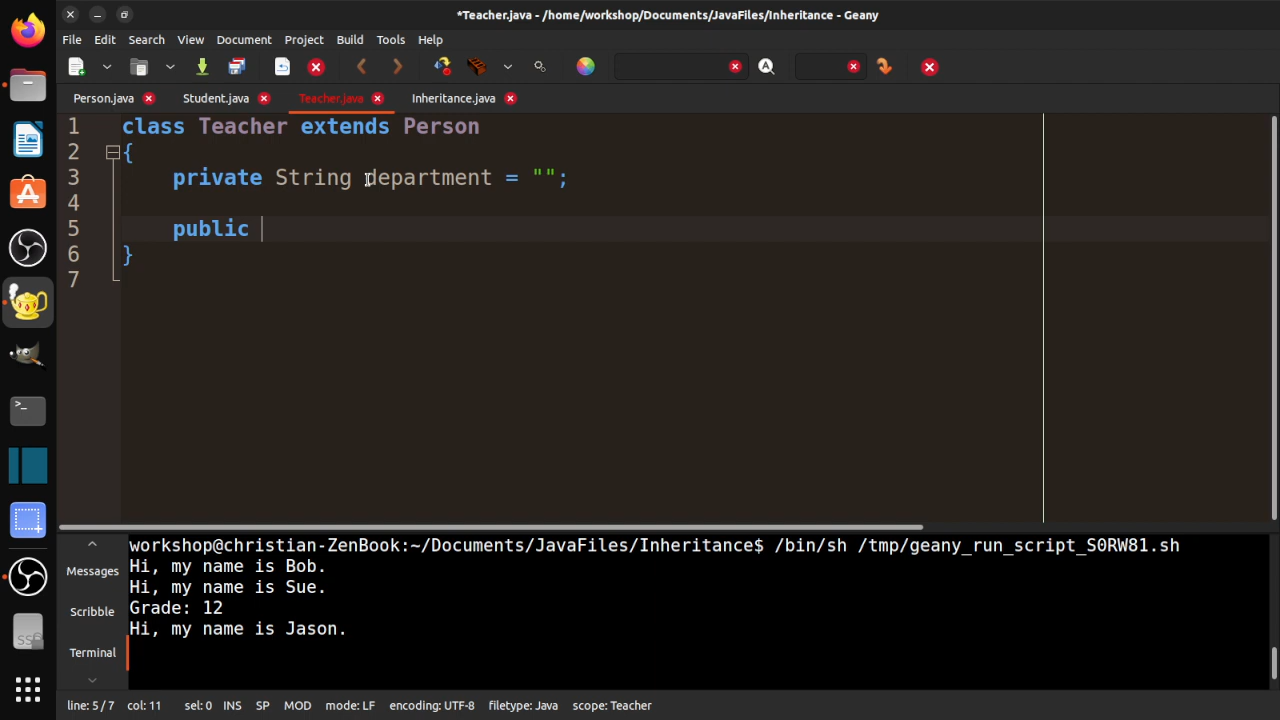 *Teacher.java - /home/workshop/Documents/JavaFiles/Inheritance - Geany
File Edit Search View Document Project Build Tools Help
Person.java Student.java Teacher.java Inheritance.java
1 class Teacher extends Person
2 {
3 private String department = "";
4
5 public
6 }
7
workshop@christian-ZenBook:~/Documents/JavaFiles/Inheritance$ /bin/sh /tmp/geany_run_script_S0RW81.sh
Hi, my name is Bob.
Hi, my name is Sue.
Grade: 12
Hi, my name is Jason.
Messages
Scribble
Terminal
line: 5 / 7 col: 11 sel: 0 INS SP MOD mode: LF encoding: UTF-8 filetype: Java scope: Teacher